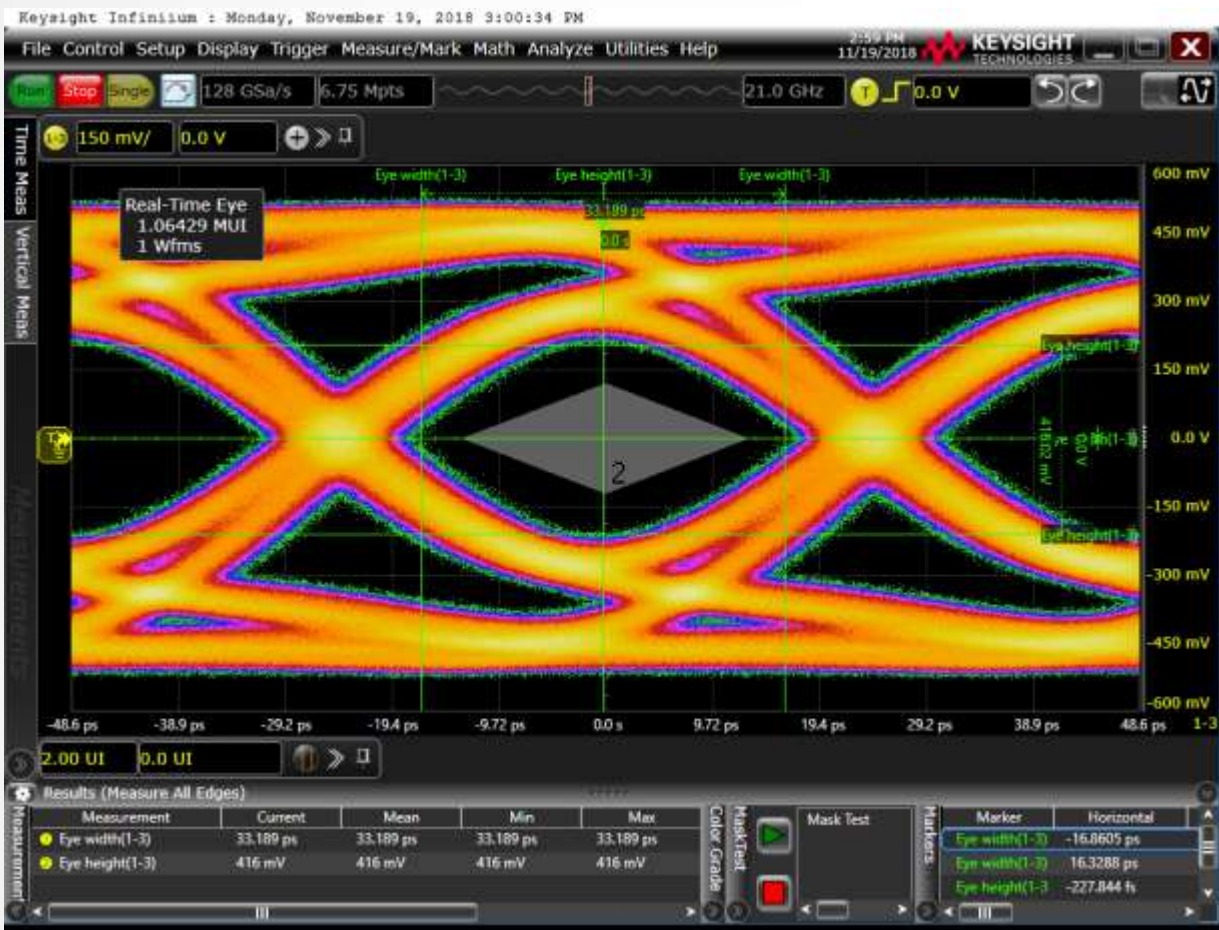 Keysight Infiniium : Monday, November 19, 2018 3:00:34 PM
File Control Setup Display Trigger Measure/Mark Math Analyze Utilities Help
2:59 PM
11/19/2018
KEYSIGHT
TECHNOLOGIES
X
Run Stop Single 128 GSa/s 6.75 Mpts 21.0 GHz T 0.0 V
1-3 150 mV/ 0.0 V
Time Meas
Vertical Meas
Measurements
Eye width(1-3) Eye height(1-3) Eye width(1-3)
Real-Time Eye
1.06429 MUI
1 Wfms
33.189 ps
0.0 s
600 mV
450 mV
300 mV
Eye height(1-3)
150 mV
0.0 V
0.0 V
2
-150 mV
Eye height(1-3)
-300 mV
-450 mV
-600 mV
-48.6 ps -38.9 ps -29.2 ps -19.4 ps -9.72 ps 0.0 s 9.72 ps 19.4 ps 29.2 ps 38.9 ps 48.6 ps 1-3
2.00 UI 0.0 UI
Results (Measure All Edges)
Measurement Current Mean Min Max
Eye width(1-3) 33.189 ps 33.189 ps 33.189 ps 33.189 ps
Eye height(1-3) 416 mV 416 mV 416 mV 416 mV
Color Grade
MaskTest
Mask Test
Markers
Marker Horizontal
Eye width(1-3) -16.8605 ps
Eye width(1-3) 16.3288 ps
Eye height(1-3 -227.844 fs